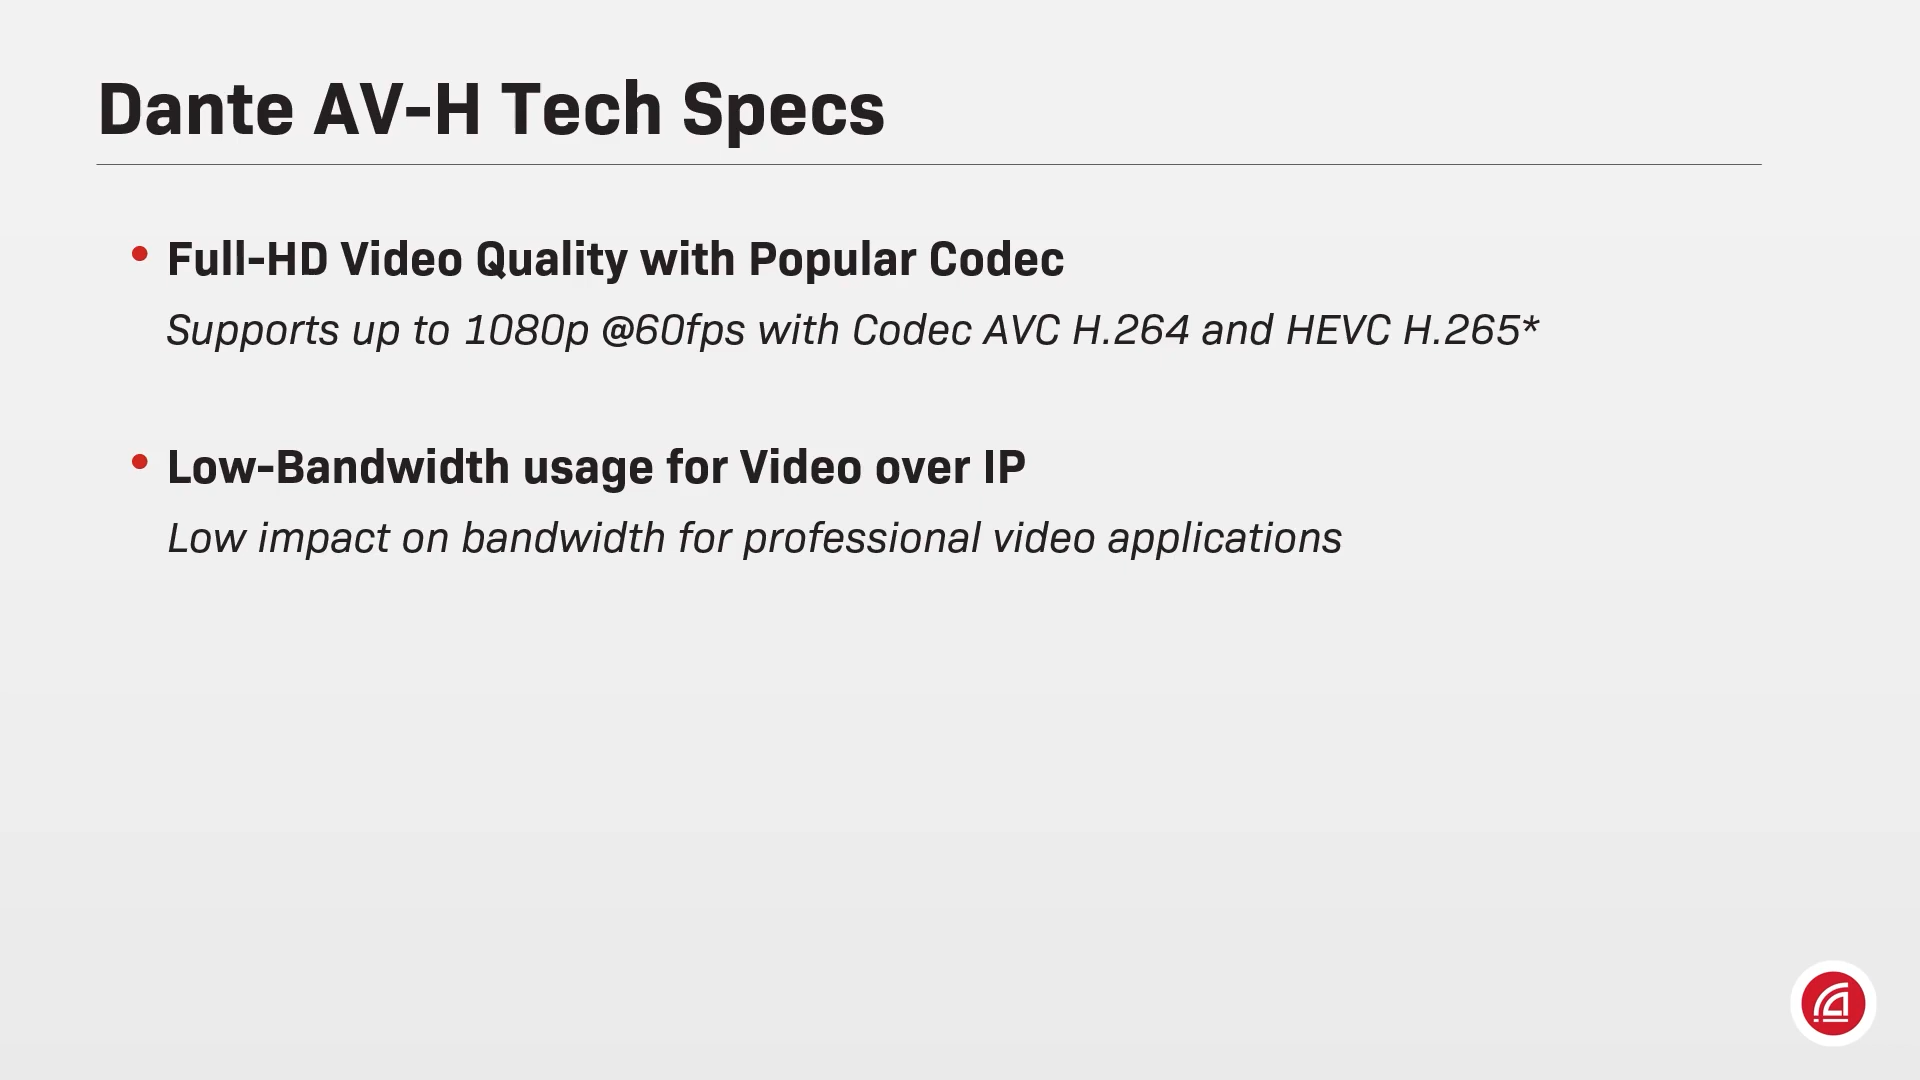 Dante AV-H Tech Specs
• Full-HD Video Quality with Popular Codec
Supports up to 1080p @60fps with Codec AVC H.264 and HEVC H.265*
• Low-Bandwidth usage for Video over IP
Low impact on bandwidth for professional video applications